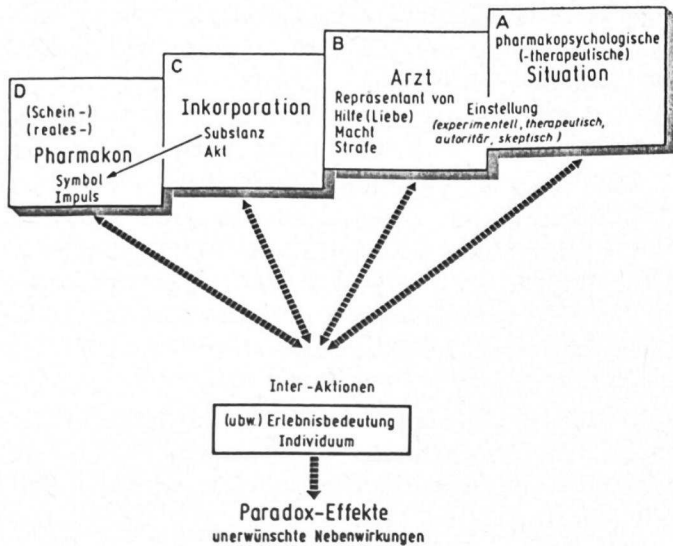 D
(Schein-)
(reales-)
Pharmakon
Symbol
Impuls
C
Inkorporation
Substanz
Akt
B
Arzt
Repräsentant von
Hilfe (Liebe)
Macht
Strafe
A
pharmakopsychologische
(-therapeutische)
Situation
Einstellung
(experimentell, therapeutisch,
autoritär, skeptisch)
Inter-Aktionen
(ubw.) Erlebnisbedeutung
Individuum
Paradox-Effekte
unerwünschte Nebenwirkungen